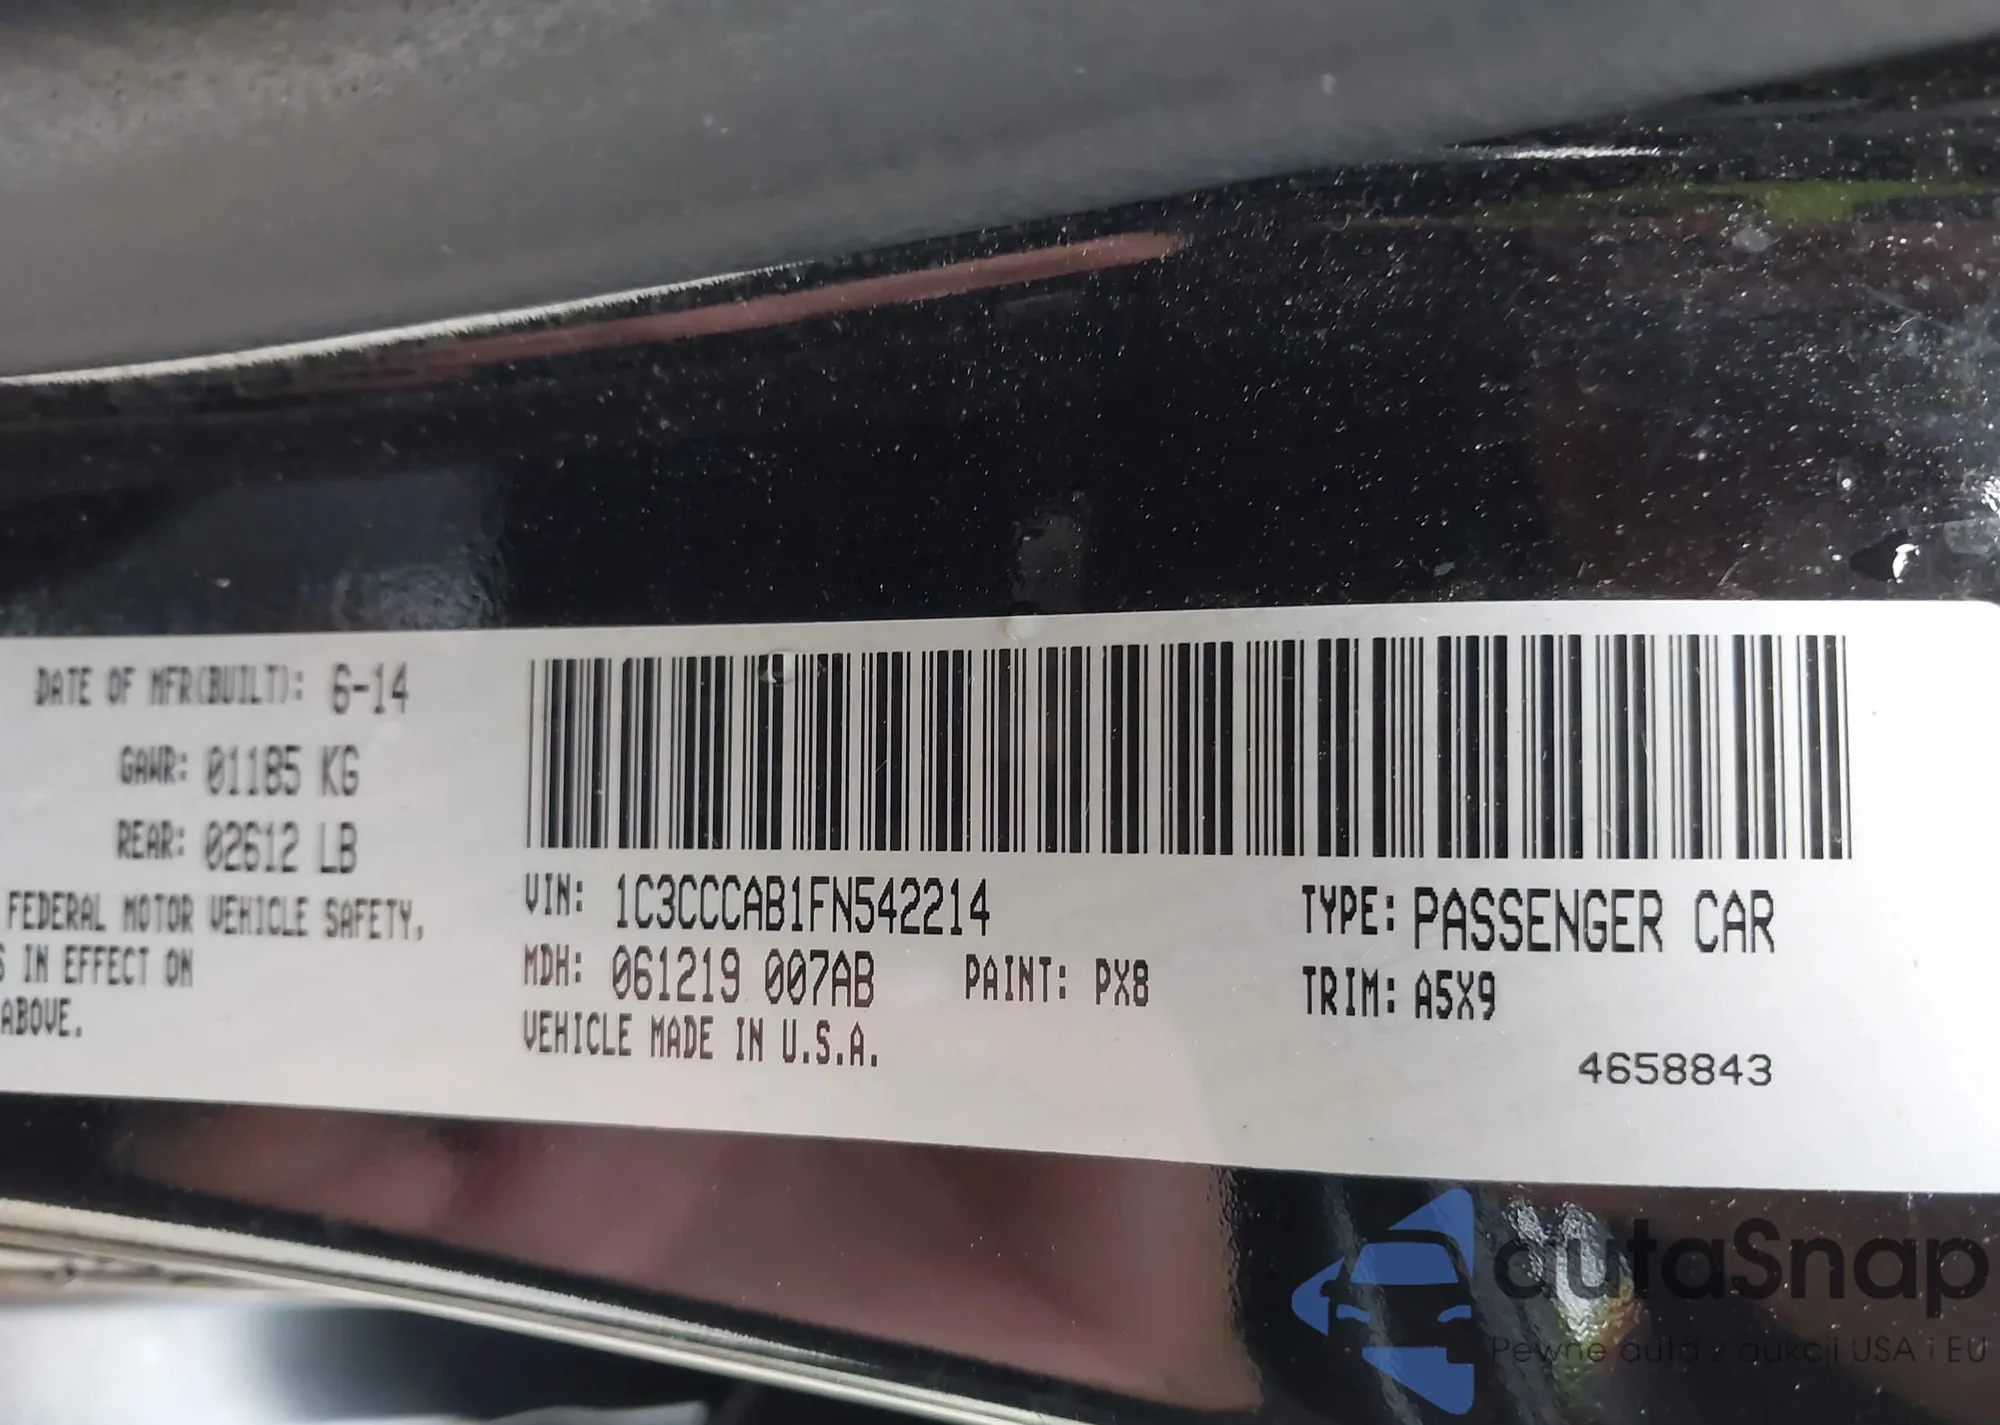 DATE OF MFR(BUILT): 6-14
GAWR: 01185 KG
REAR: 02612 LB
FEDERAL MOTOR VEHICLE SAFETY,
S IN EFFECT ON
ABOVE.
VIN: 1C3CCCAB1FN542214
TYPE: PASSENGER CAR
MDH: 061219 007AB
PAINT: PX8
TRIM: A5X9
VEHICLE MADE IN U.S.A.
4658843
autaSnap
Pewne auta z aukcji USA i EU